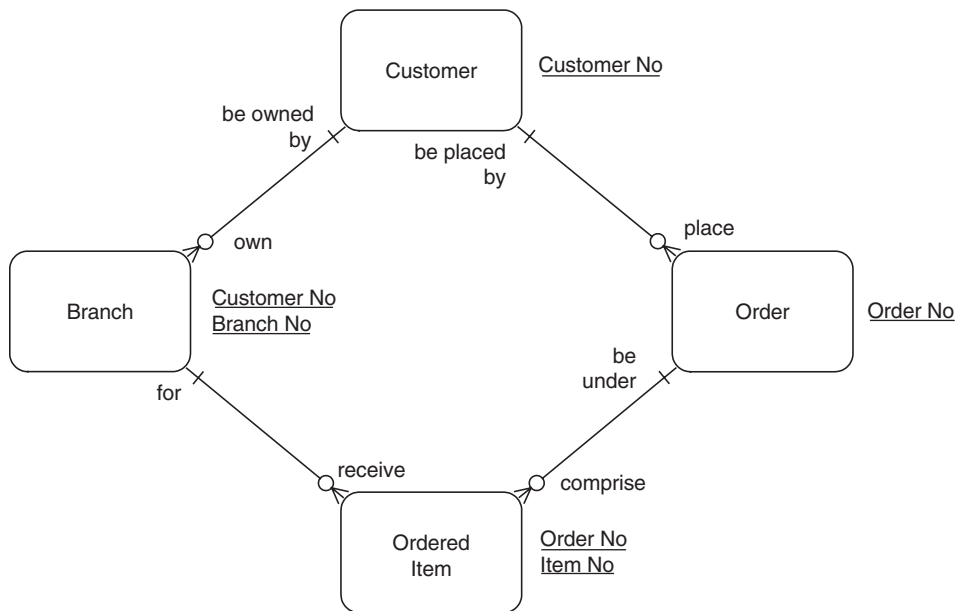 Customer
Customer No
be owned
by
be placed
by
own
place
Branch
Customer No
Branch No
Order
Order No
for
be
under
receive
comprise
Ordered
Item
Order No
Item No